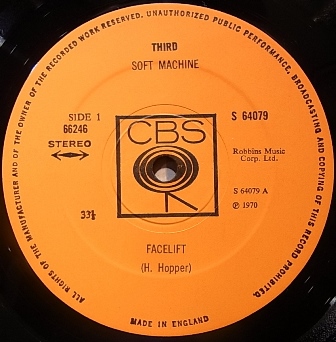 ALL RIGHTS OF THE MANUFACTURER AND OF THE OWNER OF THE RECORDED WORK RESERVED. UNAUTHORIZED PUBLIC PERFORMANCE, BROADCASTING AND COPYING OF THIS RECORD PROHIBITED.
THIRD
SOFT MACHINE
SIDE 1
66246
STEREO
S 64079
CBS
Robbins Music
Corp. Ltd.
S 64079 A
℗ 1970
33⅓
FACELIFT
(H. Hopper)
MADE IN ENGLAND